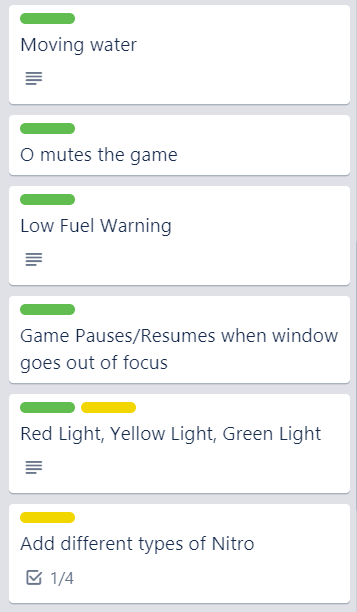 Moving water
O mutes the game
Low Fuel Warning
Game Pauses/Resumes when window
goes out of focus
Red Light, Yellow Light, Green Light
Add different types of Nitro
1/4